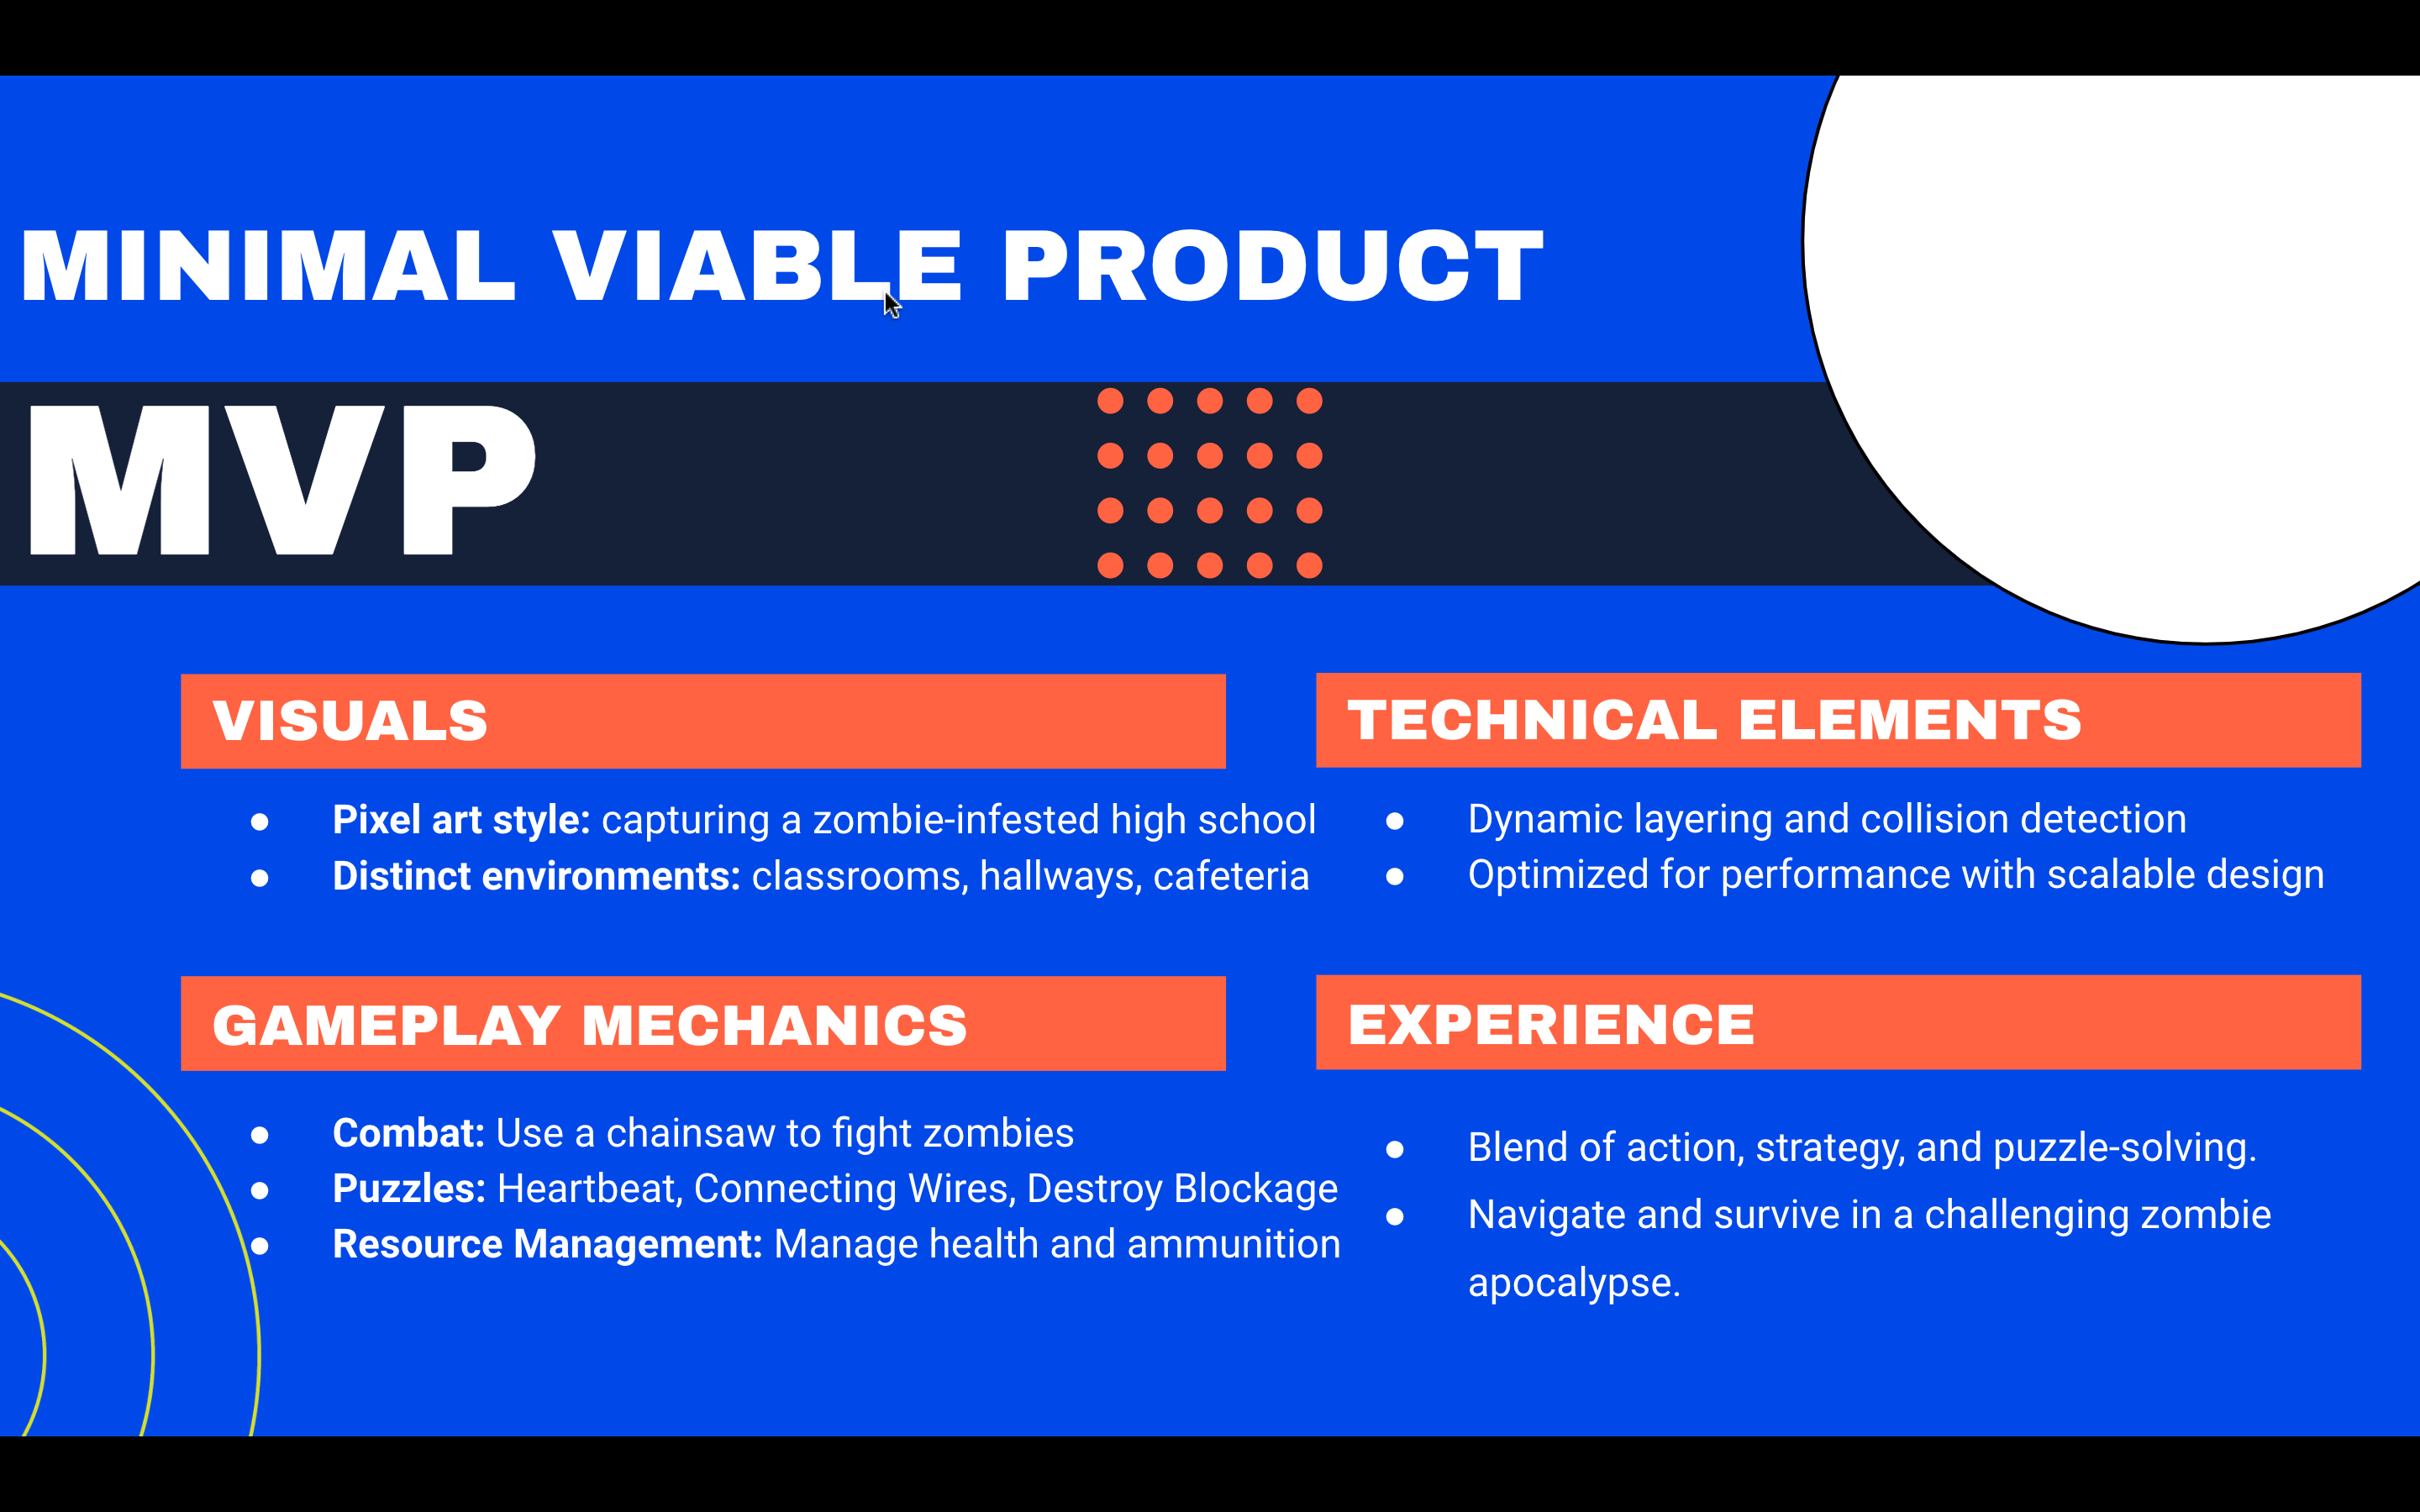 MINIMAL VIABLE PRODUCT
MVP
VISUALS
● Pixel art style: capturing a zombie-infested high school
● Distinct environments: classrooms, hallways, cafeteria
TECHNICAL ELEMENTS
● Dynamic layering and collision detection
● Optimized for performance with scalable design
GAMEPLAY MECHANICS
● Combat: Use a chainsaw to fight zombies
● Puzzles: Heartbeat, Connecting Wires, Destroy Blockage
● Resource Management: Manage health and ammunition
EXPERIENCE
● Blend of action, strategy, and puzzle-solving.
● Navigate and survive in a challenging zombie
apocalypse.